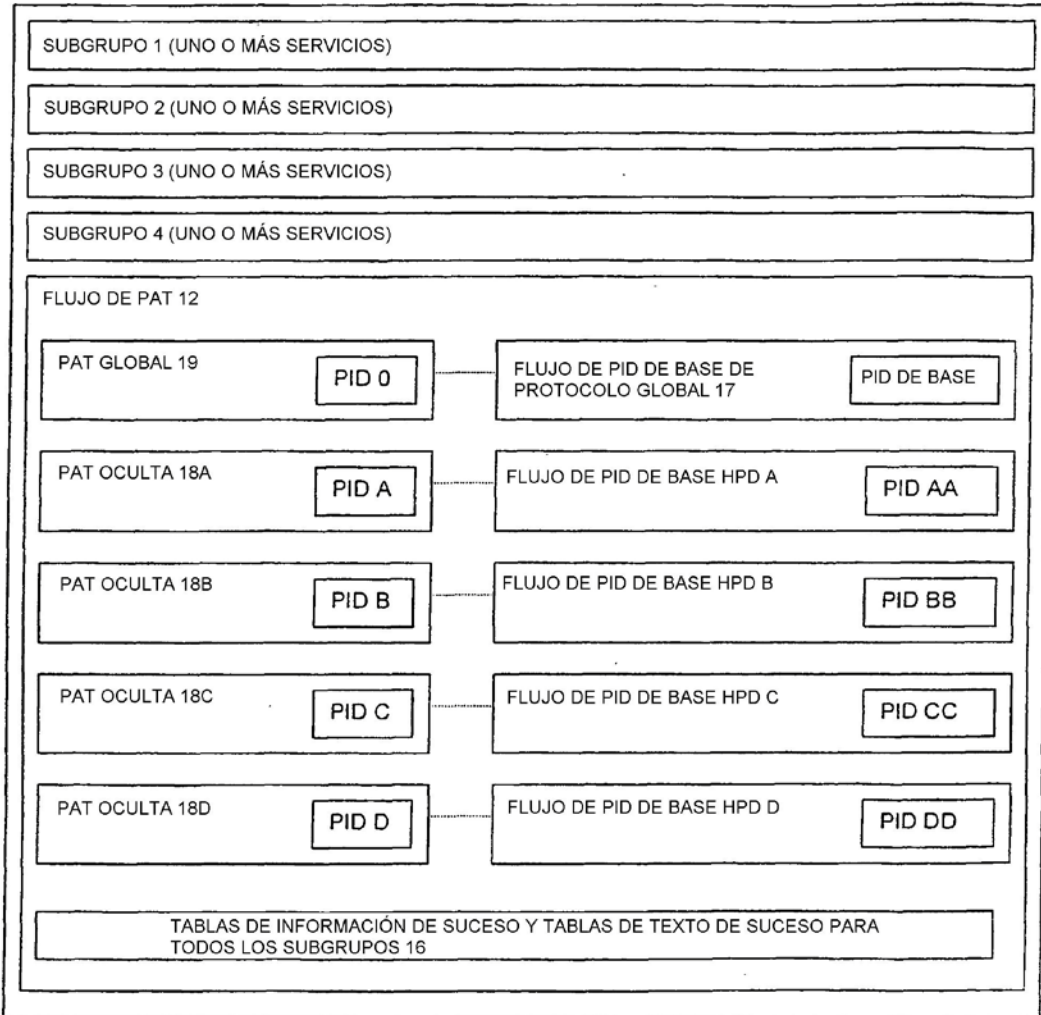 SUBGRUPO 1 (UNO O MÁS SERVICIOS)
SUBGRUPO 2 (UNO O MÁS SERVICIOS)
SUBGRUPO 3 (UNO O MÁS SERVICIOS)
SUBGRUPO 4 (UNO O MÁS SERVICIOS)
FLUJO DE PAT 12
PAT GLOBAL 19
PID 0
FLUJO DE PID DE BASE DE
PROTOCOLO GLOBAL 17
PID DE BASE
PAT OCULTA 18A
PID A
FLUJO DE PID DE BASE HPD A
PID AA
PAT OCULTA 18B
PID B
FLUJO DE PID DE BASE HPD B
PID BB
PAT OCULTA 18C
PID C
FLUJO DE PID DE BASE HPD C
PID CC
PAT OCULTA 18D
PID D
FLUJO DE PID DE BASE HPD D
PID DD
TABLAS DE INFORMACIÓN DE SUCESO Y TABLAS DE TEXTO DE SUCESO PARA
TODOS LOS SUBGRUPOS 16